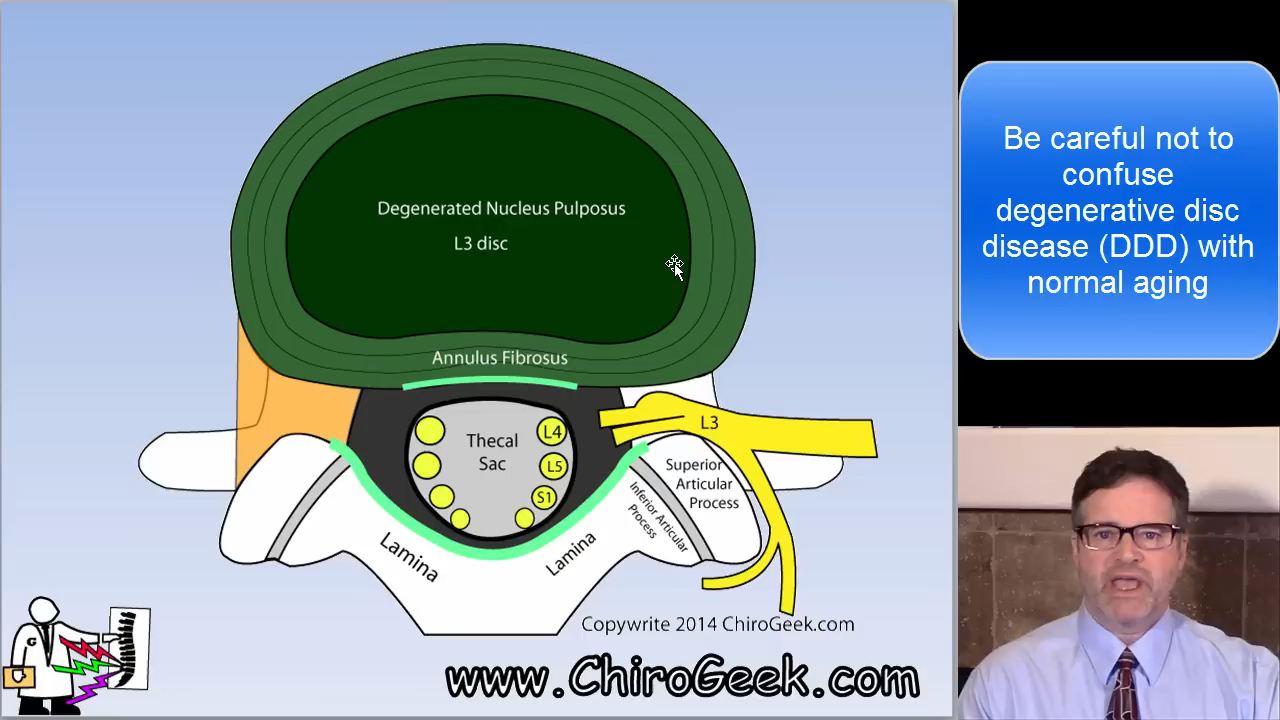 Degenerated Nucleus Pulposus
L3 disc
Annulus Fibrosus
Thecal
Sac
L4
L5
S1
L3
Superior
Articular
Process
Inferior Articular
Process
Lamina
Lamina
Copywrite 2014 ChiroGeek.com
www.ChiroGeek.com
Be careful not to
confuse
degenerative disc
disease (DDD) with
normal aging